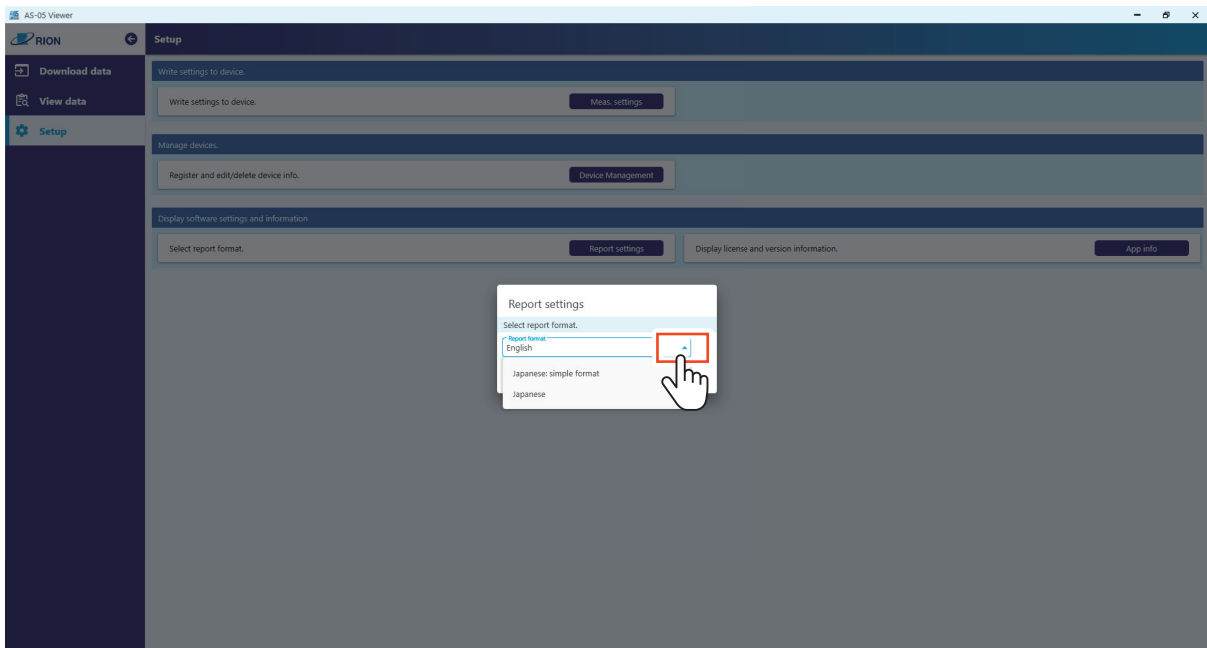 AS-05 Viewer
RION
Setup
Download data
View data
Setup
Write settings to device.
Write settings to device.
Meas. settings
Manage devices.
Register and edit/delete device info.
Device Management
Display software settings and information
Select report format.
Report settings
Display license and version information.
App info
Report settings
Select report format.
Report format
English
Japanese: simple format
Japanese